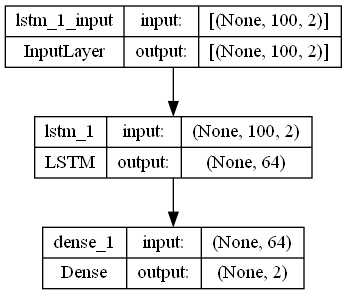 lstm_1_input input: [(None, 100, 2)]
InputLayer output: [(None, 100, 2)]
lstm_1 input: (None, 100, 2)
LSTM output: (None, 64)
dense_1 input: (None, 64)
Dense output: (None, 2)